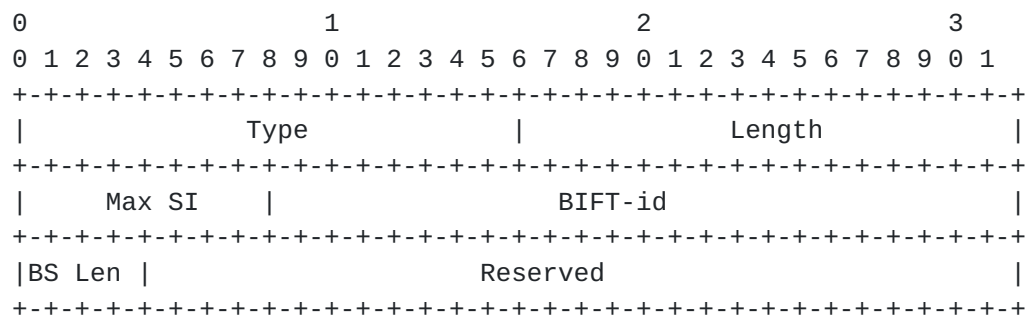 0                   1                   2                   3
0 1 2 3 4 5 6 7 8 9 0 1 2 3 4 5 6 7 8 9 0 1 2 3 4 5 6 7 8 9 0 1
+-+-+-+-+-+-+-+-+-+-+-+-+-+-+-+-+-+-+-+-+-+-+-+-+-+-+-+-+-+-+-+-+
|              Type             |             Length            |
+-+-+-+-+-+-+-+-+-+-+-+-+-+-+-+-+-+-+-+-+-+-+-+-+-+-+-+-+-+-+-+-+
|     Max SI    |                  BIFT-id                      |
+-+-+-+-+-+-+-+-+-+-+-+-+-+-+-+-+-+-+-+-+-+-+-+-+-+-+-+-+-+-+-+-+
|BS Len |                     Reserved                          |
+-+-+-+-+-+-+-+-+-+-+-+-+-+-+-+-+-+-+-+-+-+-+-+-+-+-+-+-+-+-+-+-+